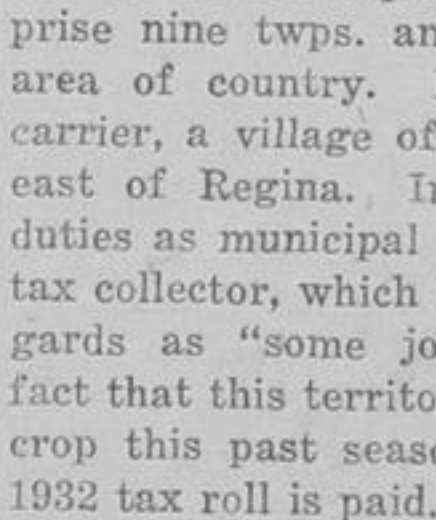 prise nine twps. an
area of country.
carrier, a village of
east of Regina. In
duties as municipal
tax collector, which
gards as "some jo
fact that this territo
crop this past seas
1932 tax roll is paid.